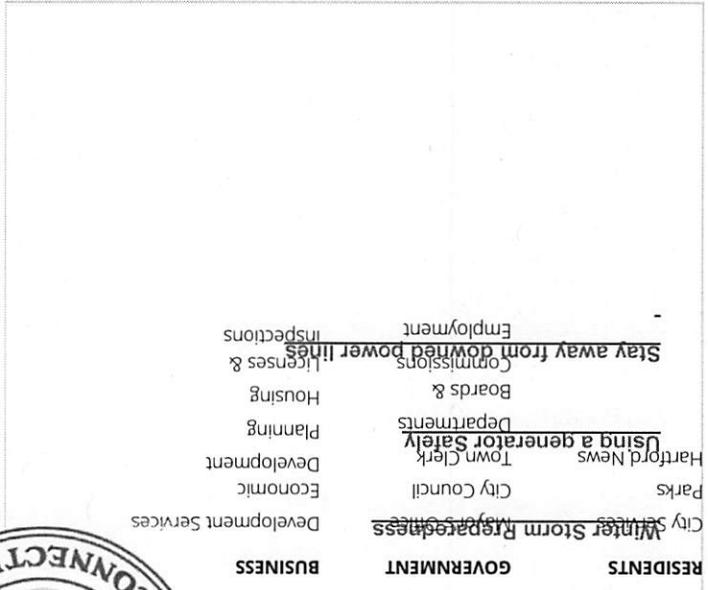 RESIDENTS
City Services
Parks
Hartford News
GOVERNMENT
Mayor's Office
City Council
Town Clerk
Departments
Boards &
Commissions
Employment
BUSINESS
Development Services
Economic
Development
Planning
Housing
Licenses &
Inspections
Winter Storm Preparedness
Using a generator Safely
Stay away from downed power lines
-
CONNECTI